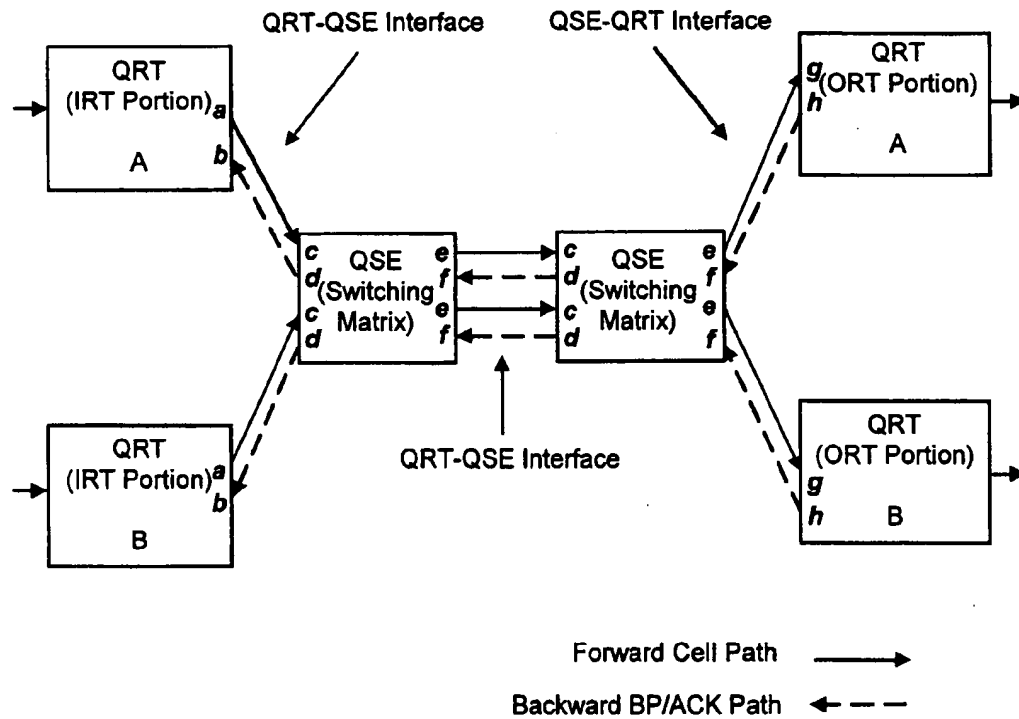 QRT-QSE Interface
QSE-QRT Interface
QRT
(IRT Portion)
a
b
A
QRT
(ORT Portion)
g
h
A
c
d
c
d
QSE
(Switching
Matrix)
e
f
e
f
c
d
c
d
QSE
(Switching
Matrix)
e
f
e
f
QRT-QSE Interface
QRT
(IRT Portion)
a
b
B
QRT
(ORT Portion)
g
h
B
Forward Cell Path
Backward BP/ACK Path